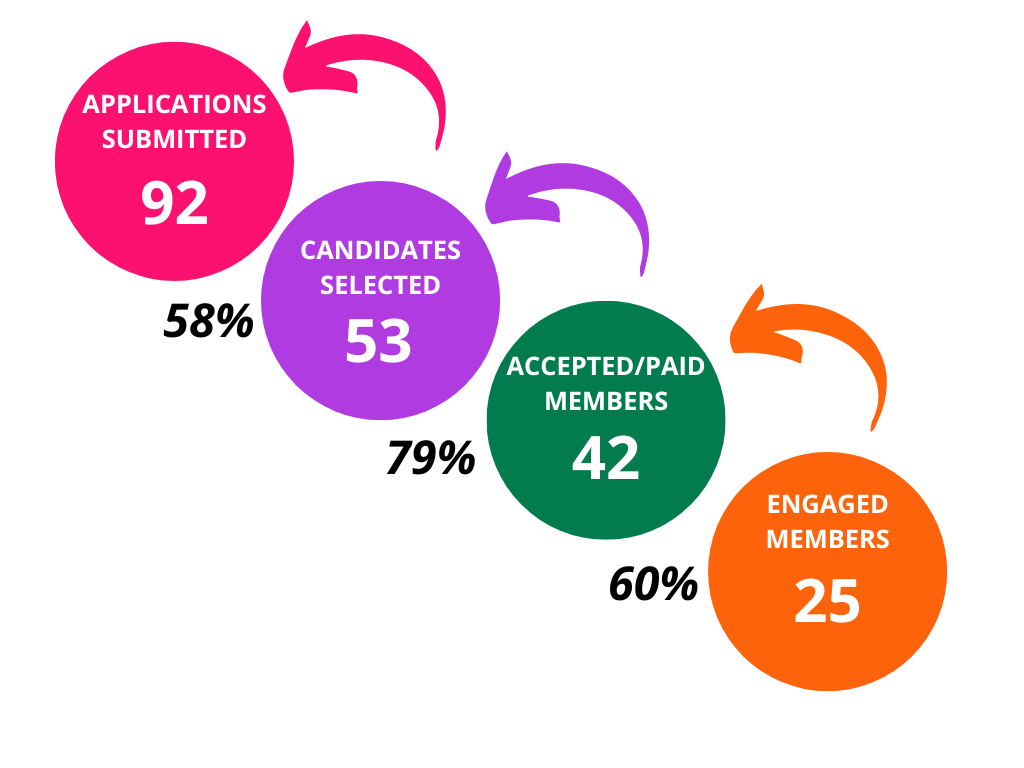 APPLICATIONS
SUBMITTED
92
58%
CANDIDATES
SELECTED
53
79%
ACCEPTED/PAID
MEMBERS
42
60%
ENGAGED
MEMBERS
25